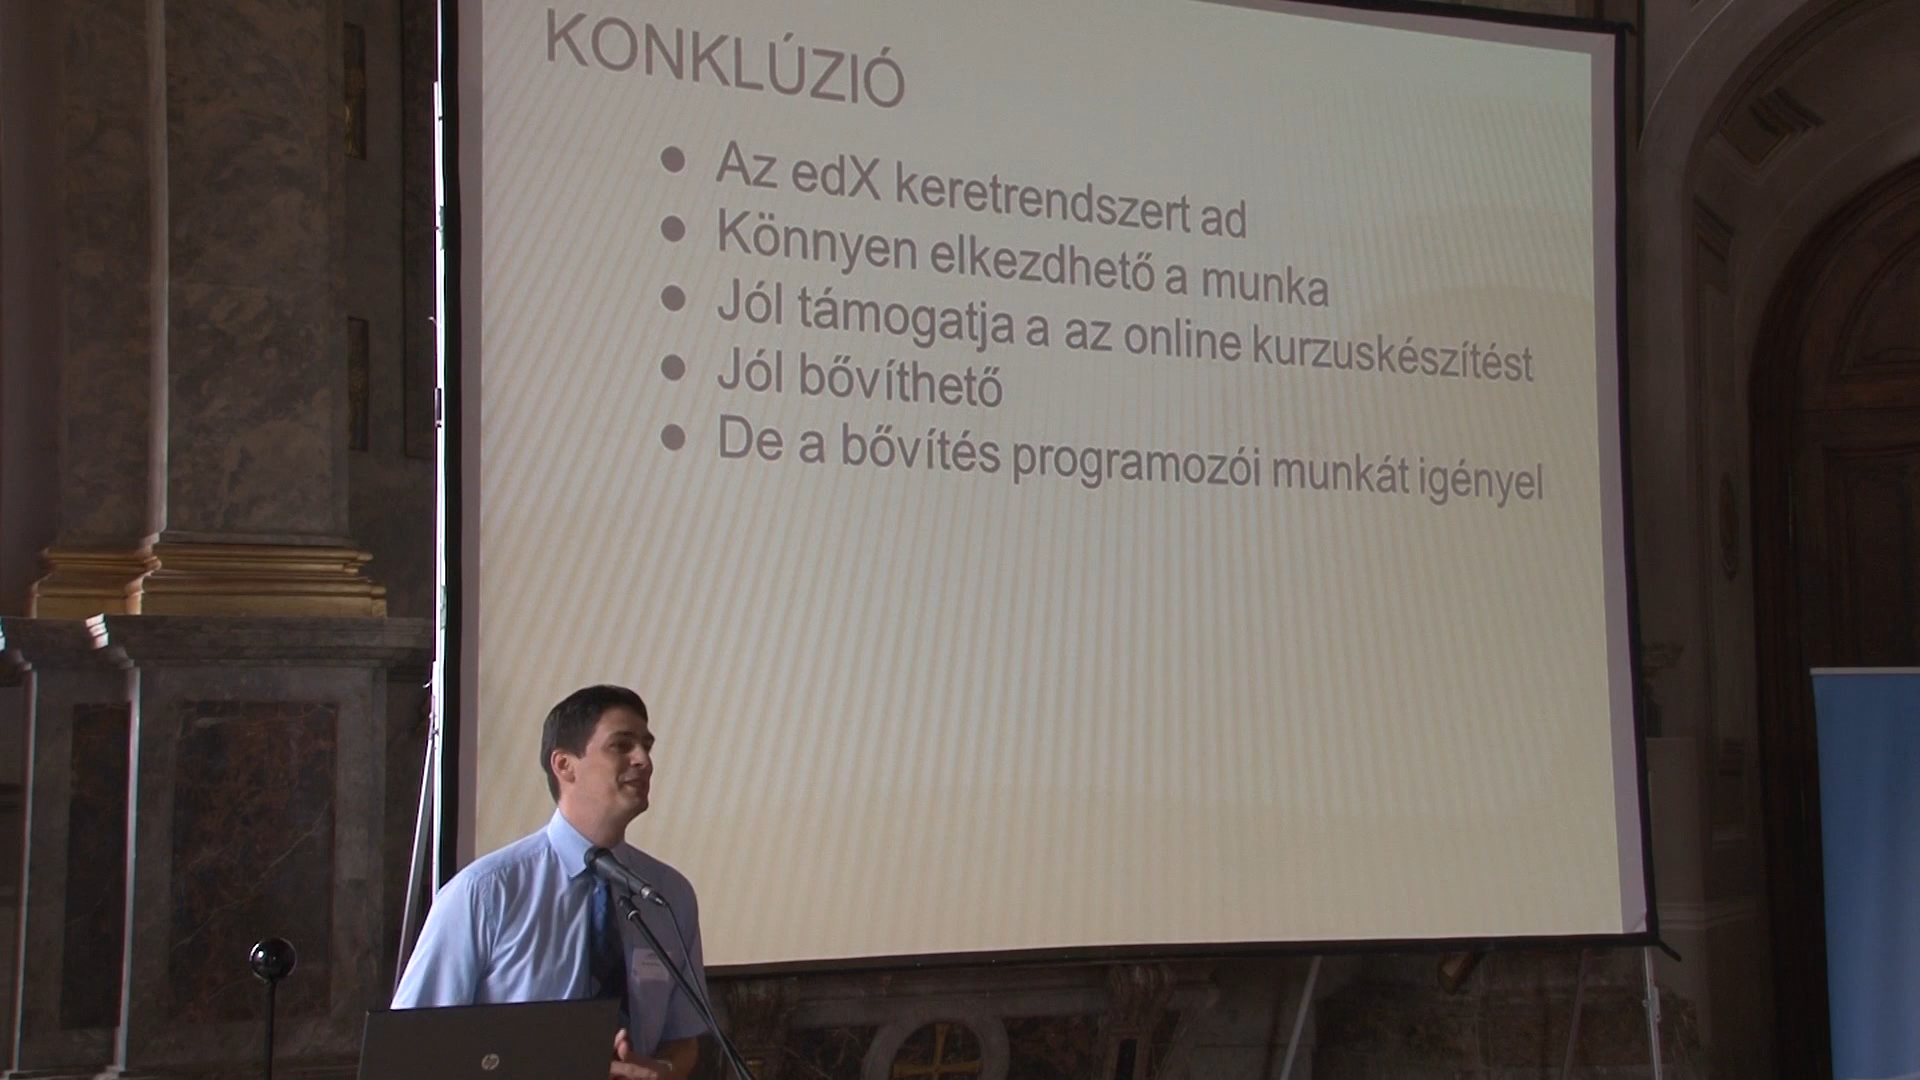 KONKLÚZIÓ
● Az edX keretrendszert ad
● Könnyen elkezdhető a munka
● Jól támogatja a az online kurzuskészítést
● Jól bővíthető
● De a bővítés programozói munkát igényel
hp